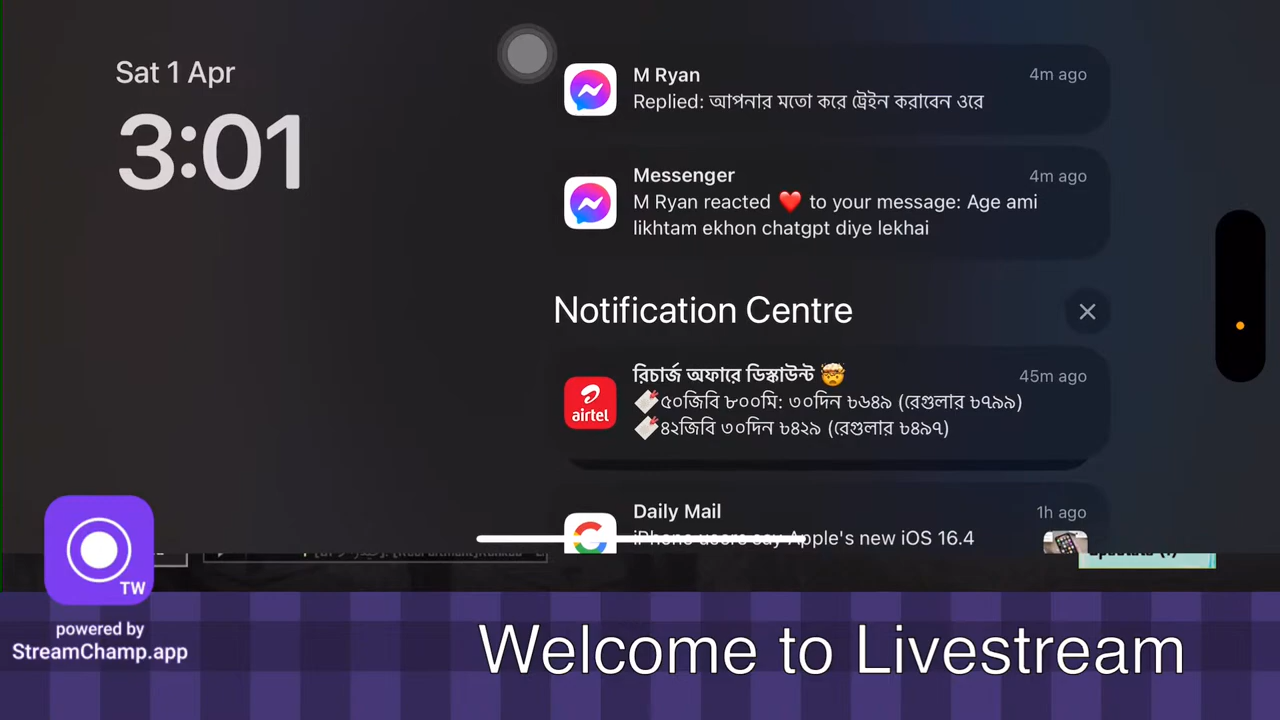 Sat 1 Apr
3:01
M Ryan
4m ago
Replied: আপনার মতো করে ট্রেইন করাবেন ওরে
Messenger
4m ago
M Ryan reacted ❤️ to your message: Age ami
likhtam ekhon chatgpt diye lekhai
Notification Centre
রিচার্জ অফারে ডিস্কাউন্ট 🤯
45m ago
৫০জিবি ৮০০মি: ৩০দিন ৳৬৪৯ (রেগুলার ৳৭৯৯)
৪২জিবি ৩০দিন ৳৪২৯ (রেগুলার ৳৪৯৭)
airtel
Daily Mail
1h ago
iPhone users say Apple's new iOS 16.4
TW
powered by
StreamChamp.app
Welcome to Livestream